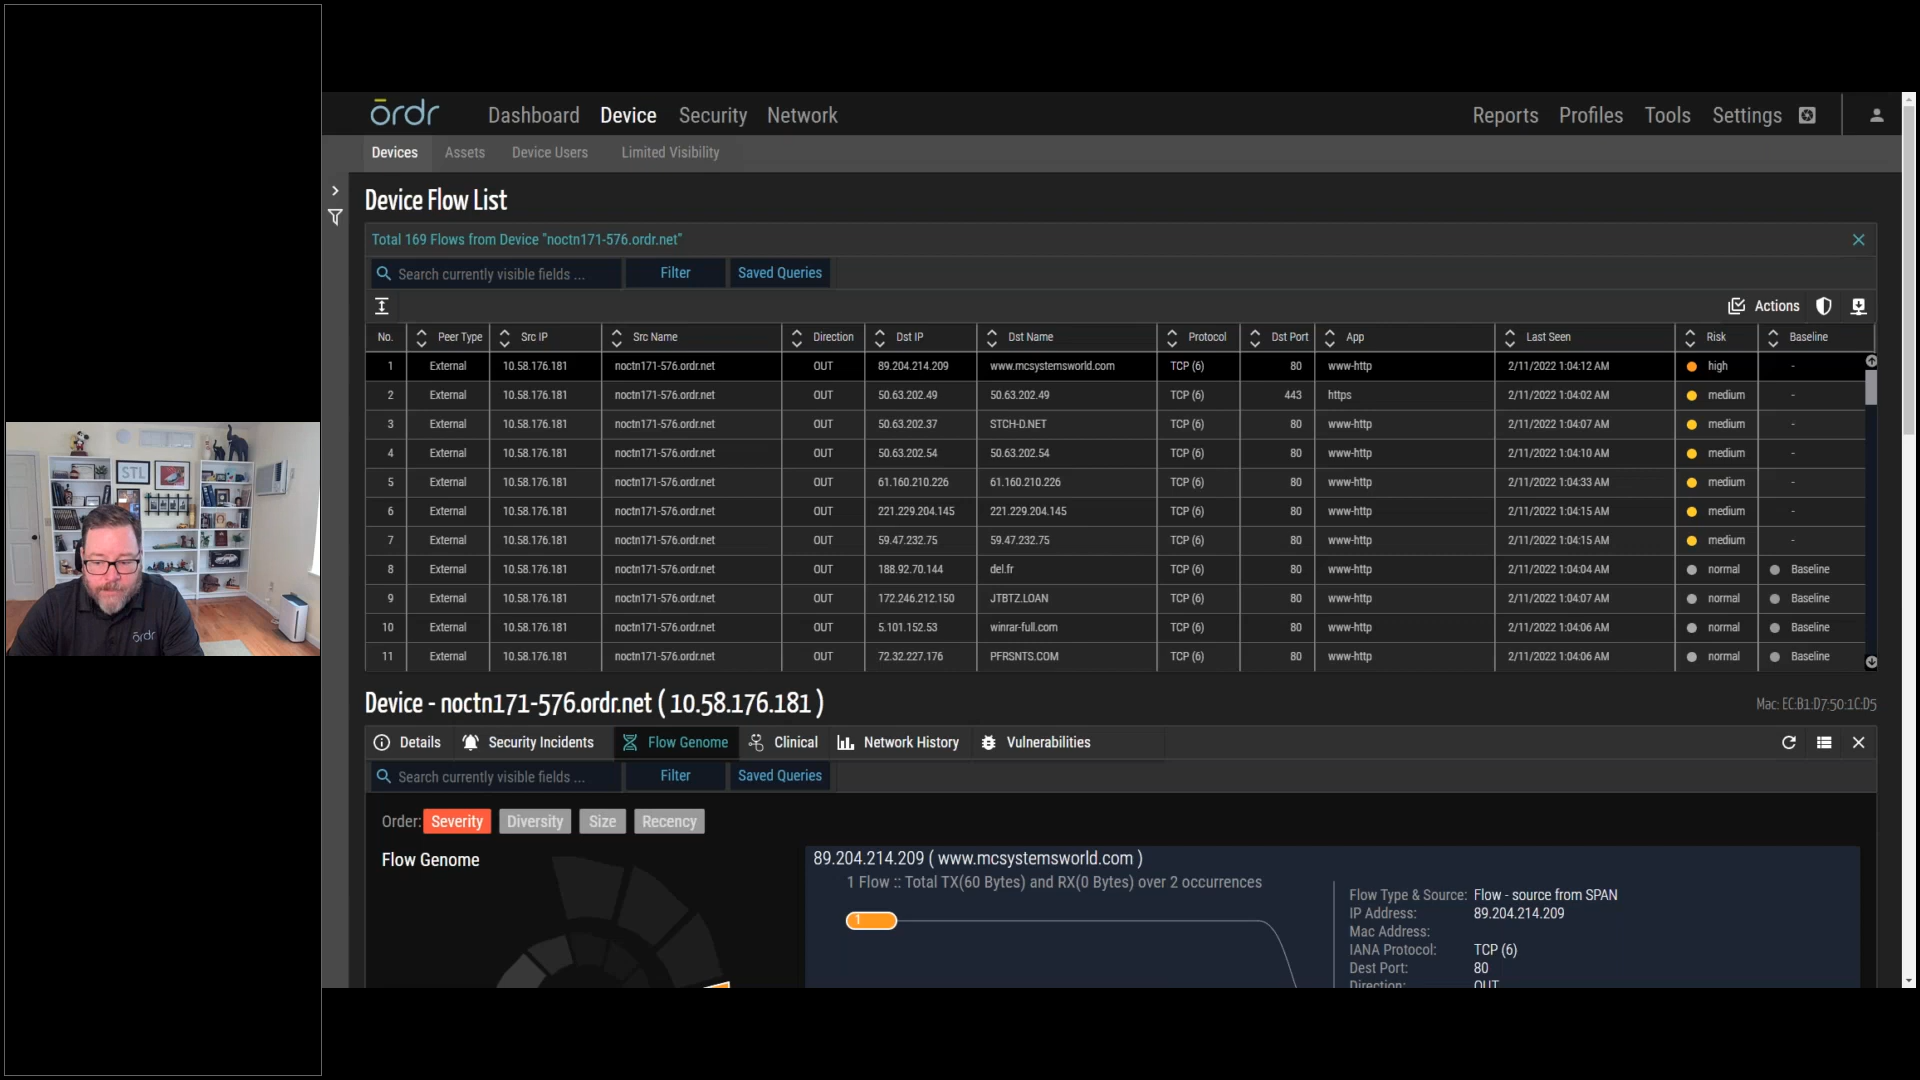 ōrdr Dashboard Device Security Network Reports Profiles Tools Settings
Devices Assets Device Users Limited Visibility
Device Flow List
Total 169 Flows from Device "noctn171-576.ordr.net"
Search currently visible fields ... Filter Saved Queries
Actions
No. Peer Type Src IP Src Name Direction Dst IP Dst Name Protocol Dst Port App Last Seen Risk Baseline
1 External 10.58.176.181 noctn171-576.ordr.net OUT 89.204.214.209 www.mcsystemsworld.com TCP (6) 80 www-http 2/11/2022 1:04:12 AM high -
2 External 10.58.176.181 noctn171-576.ordr.net OUT 50.63.202.49 50.63.202.49 TCP (6) 443 https 2/11/2022 1:04:02 AM medium -
3 External 10.58.176.181 noctn171-576.ordr.net OUT 50.63.202.37 STCH-D.NET TCP (6) 80 www-http 2/11/2022 1:04:07 AM medium -
4 External 10.58.176.181 noctn171-576.ordr.net OUT 50.63.202.54 50.63.202.54 TCP (6) 80 www-http 2/11/2022 1:04:10 AM medium -
5 External 10.58.176.181 noctn171-576.ordr.net OUT 61.160.210.226 61.160.210.226 TCP (6) 80 www-http 2/11/2022 1:04:33 AM medium -
6 External 10.58.176.181 noctn171-576.ordr.net OUT 221.229.204.145 221.229.204.145 TCP (6) 80 www-http 2/11/2022 1:04:15 AM medium -
7 External 10.58.176.181 noctn171-576.ordr.net OUT 59.47.232.75 59.47.232.75 TCP (6) 80 www-http 2/11/2022 1:04:15 AM medium -
8 External 10.58.176.181 noctn171-576.ordr.net OUT 188.92.70.144 del.fr TCP (6) 80 www-http 2/11/2022 1:04:04 AM normal Baseline
9 External 10.58.176.181 noctn171-576.ordr.net OUT 172.246.212.150 JTBTZ.LOAN TCP (6) 80 www-http 2/11/2022 1:04:07 AM normal Baseline
10 External 10.58.176.181 noctn171-576.ordr.net OUT 5.101.152.53 winrar-full.com TCP (6) 80 www-http 2/11/2022 1:04:06 AM normal Baseline
11 External 10.58.176.181 noctn171-576.ordr.net OUT 72.32.227.176 PFRSNTS.COM TCP (6) 80 www-http 2/11/2022 1:04:06 AM normal Baseline
Device - noctn171-576.ordr.net ( 10.58.176.181 ) Mac: EC:B1:D7:50:1C:D5
Details Security Incidents Flow Genome Clinical Network History Vulnerabilities
Search currently visible fields ... Filter Saved Queries
Order: Severity Diversity Size Recency
Flow Genome
89.204.214.209 ( www.mcsystemsworld.com )
1 Flow :: Total TX(60 Bytes) and RX(0 Bytes) over 2 occurrences
1
Flow Type & Source: Flow - source from SPAN
IP Address: 89.204.214.209
Mac Address:
IANA Protocol: TCP (6)
Dest Port: 80
Direction: OUT
STL
ōrdr